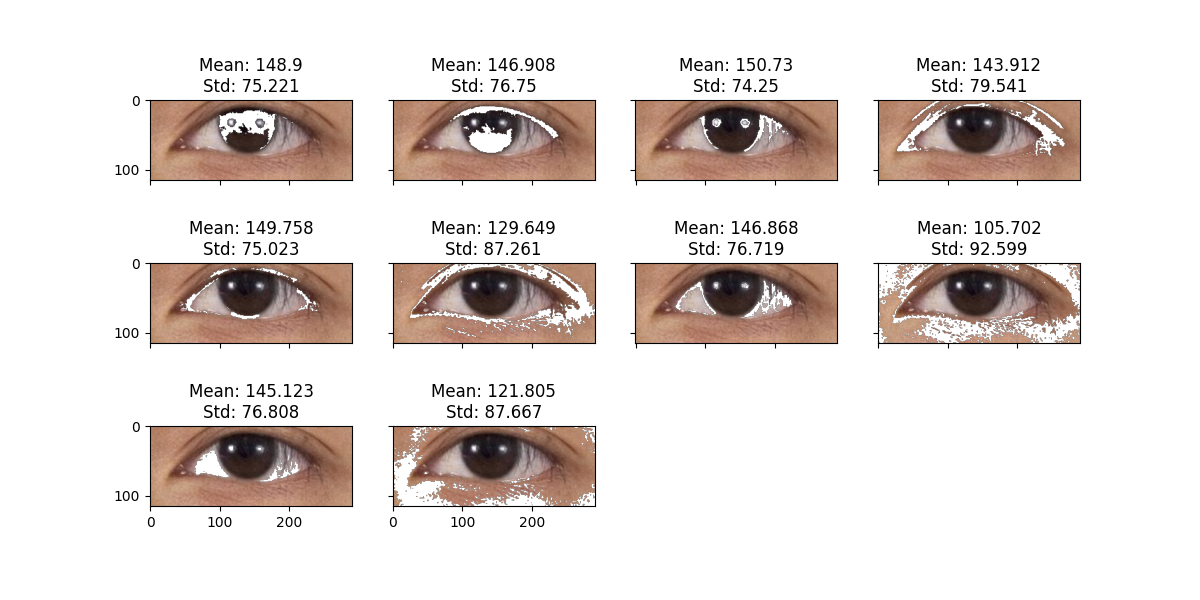 Mean: 148.9
Std: 75.221
Mean: 146.908
Std: 76.75
Mean: 150.73
Std: 74.25
Mean: 143.912
Std: 79.541
0
100
Mean: 149.758
Std: 75.023
Mean: 129.649
Std: 87.261
Mean: 146.868
Std: 76.719
Mean: 105.702
Std: 92.599
0
100
Mean: 145.123
Std: 76.808
Mean: 121.805
Std: 87.667
0
100
0 100 200
0 100 200